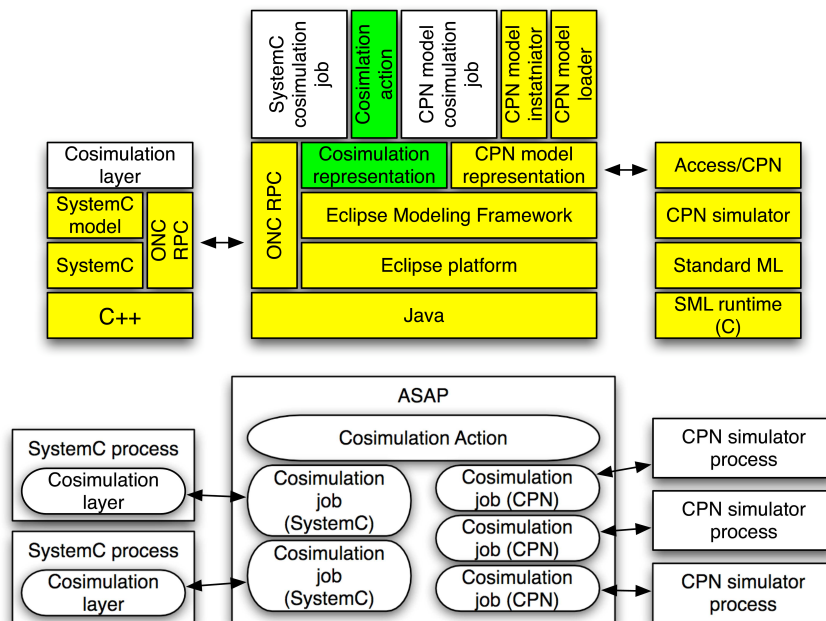 SystemC
cosimulation
job
Cosimlation
action
CPN model
cosimulation
job
CPN model
instatniator
CPN model
loader
Cosimulation
layer
SystemC
model
ONC
RPC
SystemC
C++
ONC RPC
Cosimulation
representation
CPN model
representation
Eclipse Modeling Framework
Eclipse platform
Java
Access/CPN
CPN simulator
Standard ML
SML runtime
(C)
ASAP
Cosimulation Action
SystemC process
Cosimulation
layer
Cosimulation
job
(SystemC)
Cosimulation
job (CPN)
CPN simulator
process
Cosimulation
job (CPN)
CPN simulator
process
SystemC process
Cosimulation
layer
Cosimulation
job
(SystemC)
Cosimulation
job (CPN)
CPN simulator
process